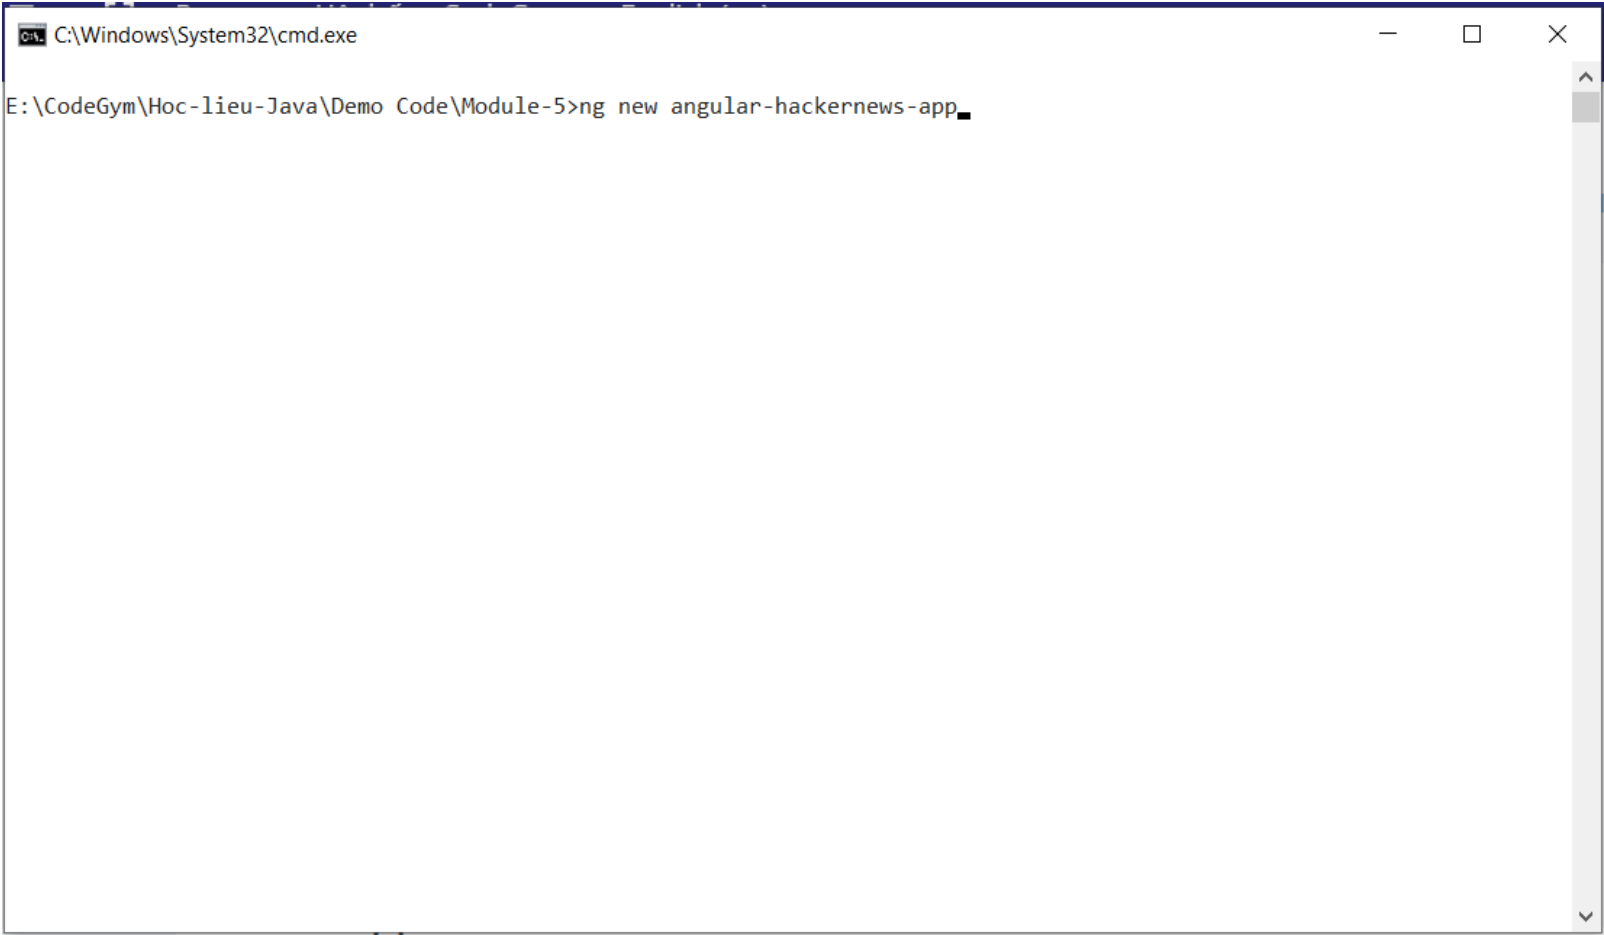 C:\Windows\System32\cmd.exe
E:\CodeGym\Hoc-lieu-Java\Demo Code\Module-5>ng new angular-hackernews-app